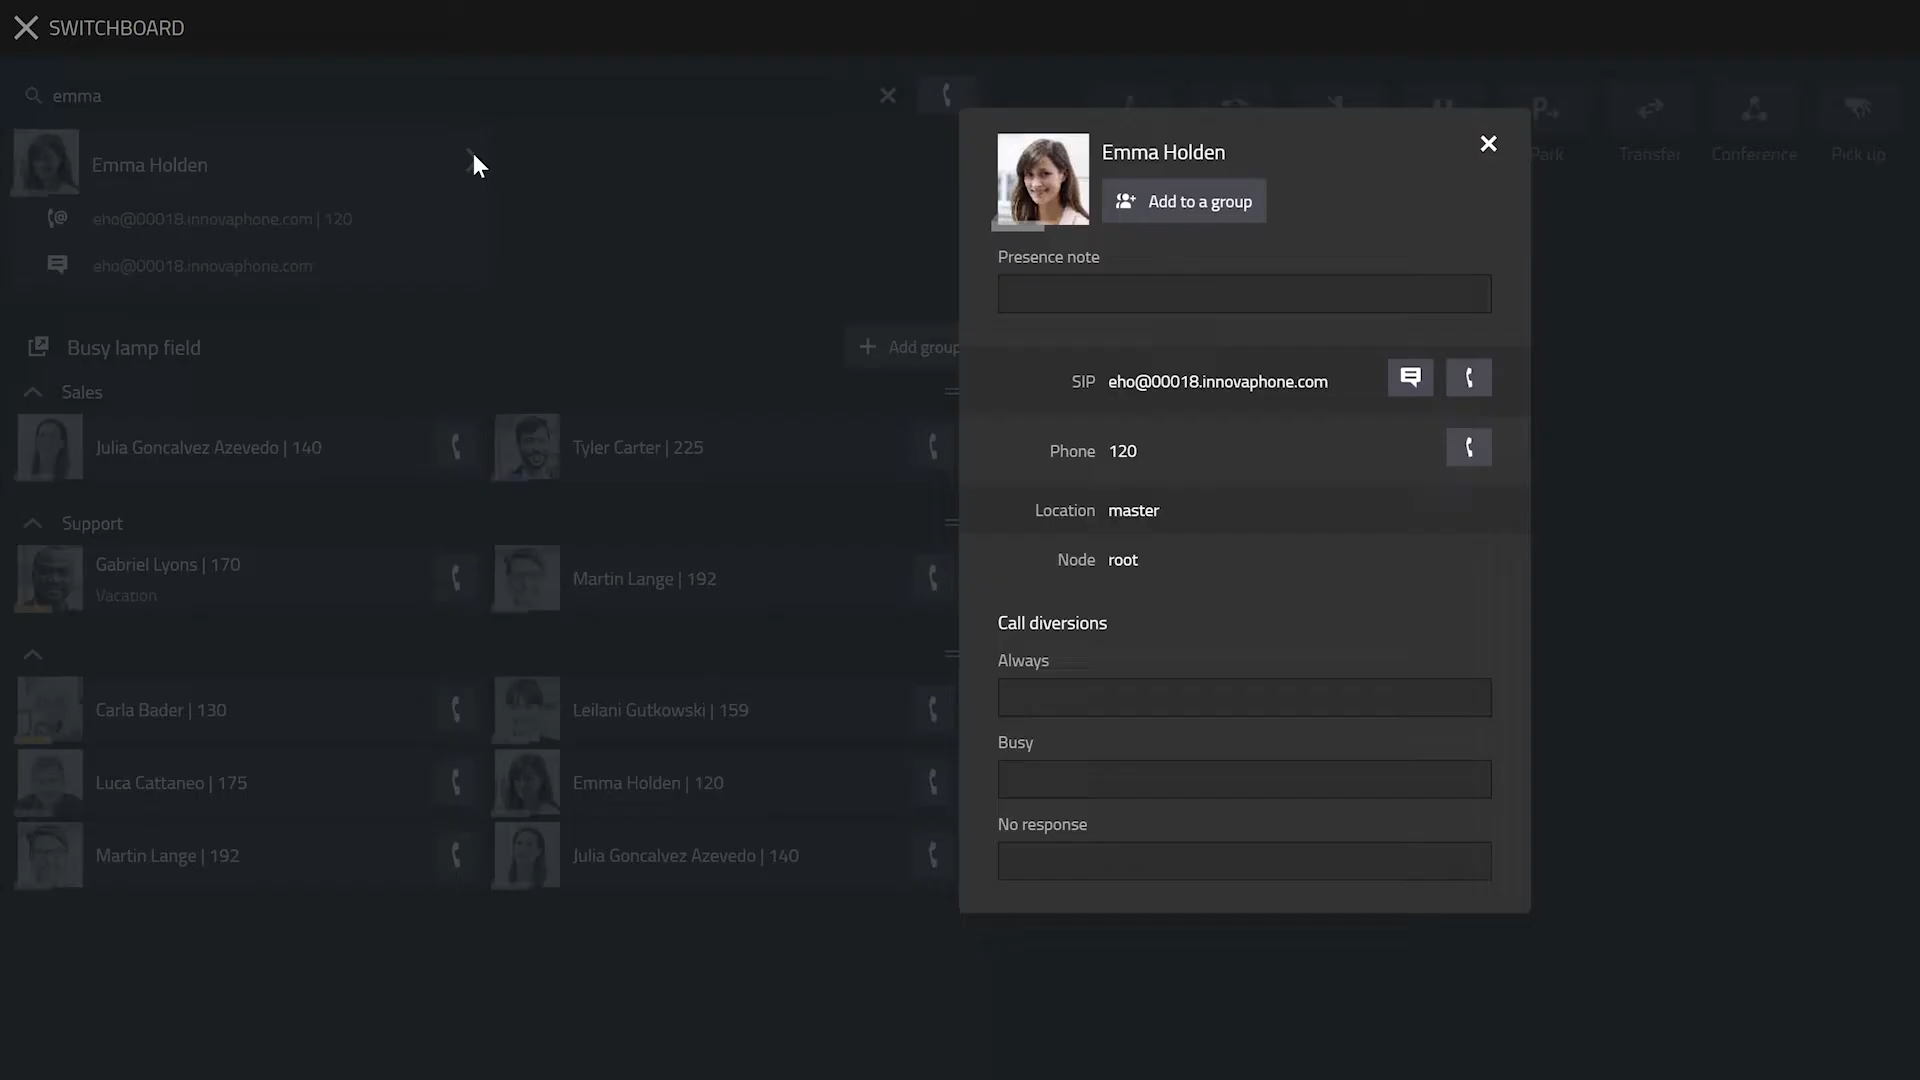 SWITCHBOARD
emma
Emma Holden
eho@00018.innovaphone.com | 120
eho@00018.innovaphone.com
Busy lamp field
Add group
Sales
Julia Goncalvez Azevedo | 140
Tyler Carter | 225
Support
Gabriel Lyons | 170
Vacation
Martin Lange | 192
Carla Bader | 130
Leilani Gutkowski | 159
Luca Cattaneo | 175
Emma Holden | 120
Martin Lange | 192
Julia Goncalvez Azevedo | 140
Park
Transfer
Conference
Pick up
Emma Holden
Add to a group
Presence note
SIP eho@00018.innovaphone.com
Phone 120
Location master
Node root
Call diversions
Always
Busy
No response